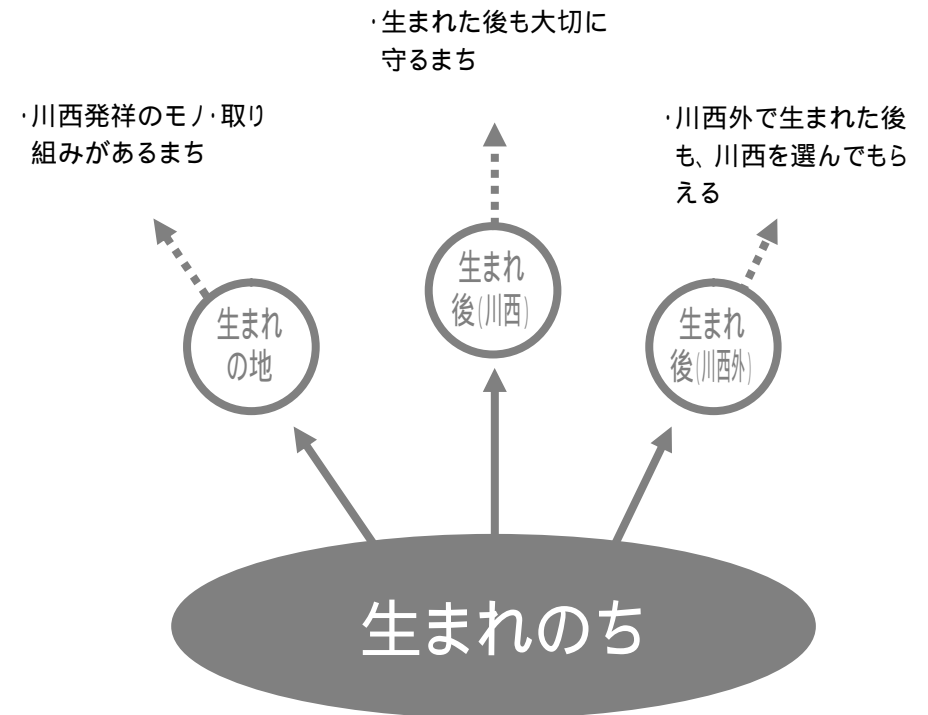 ・生まれた後も大切に
守るまち
・川西発祥のモノ・取り
組みがあるまち
・川西外で生まれた後
も、川西を選んでもら
える
生まれ
の地
生まれ
後(川西)
生まれ
後(川西外)
生まれのち